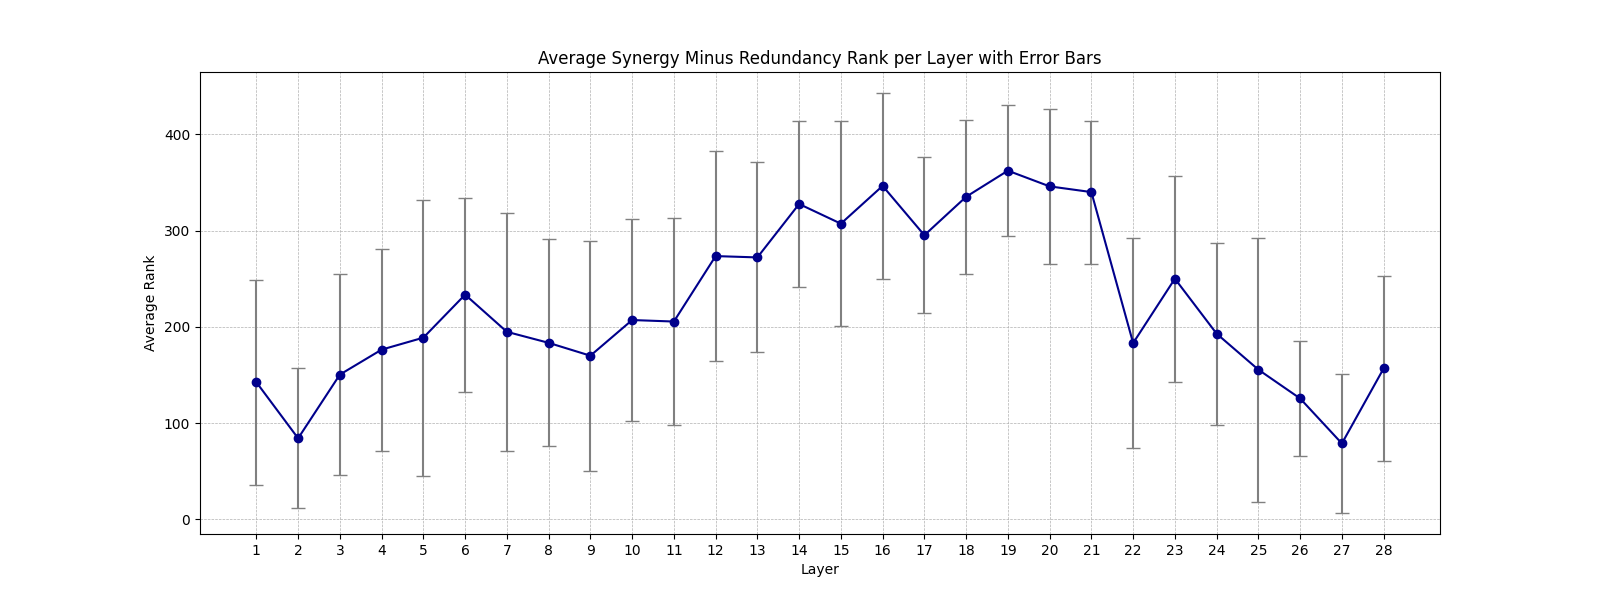 Average Synergy Minus Redundancy Rank per Layer with Error Bars
Average Rank
400
300
200
100
0
1 2 3 4 5 6 7 8 9 10 11 12 13 14 15 16 17 18 19 20 21 22 23 24 25 26 27 28
Layer